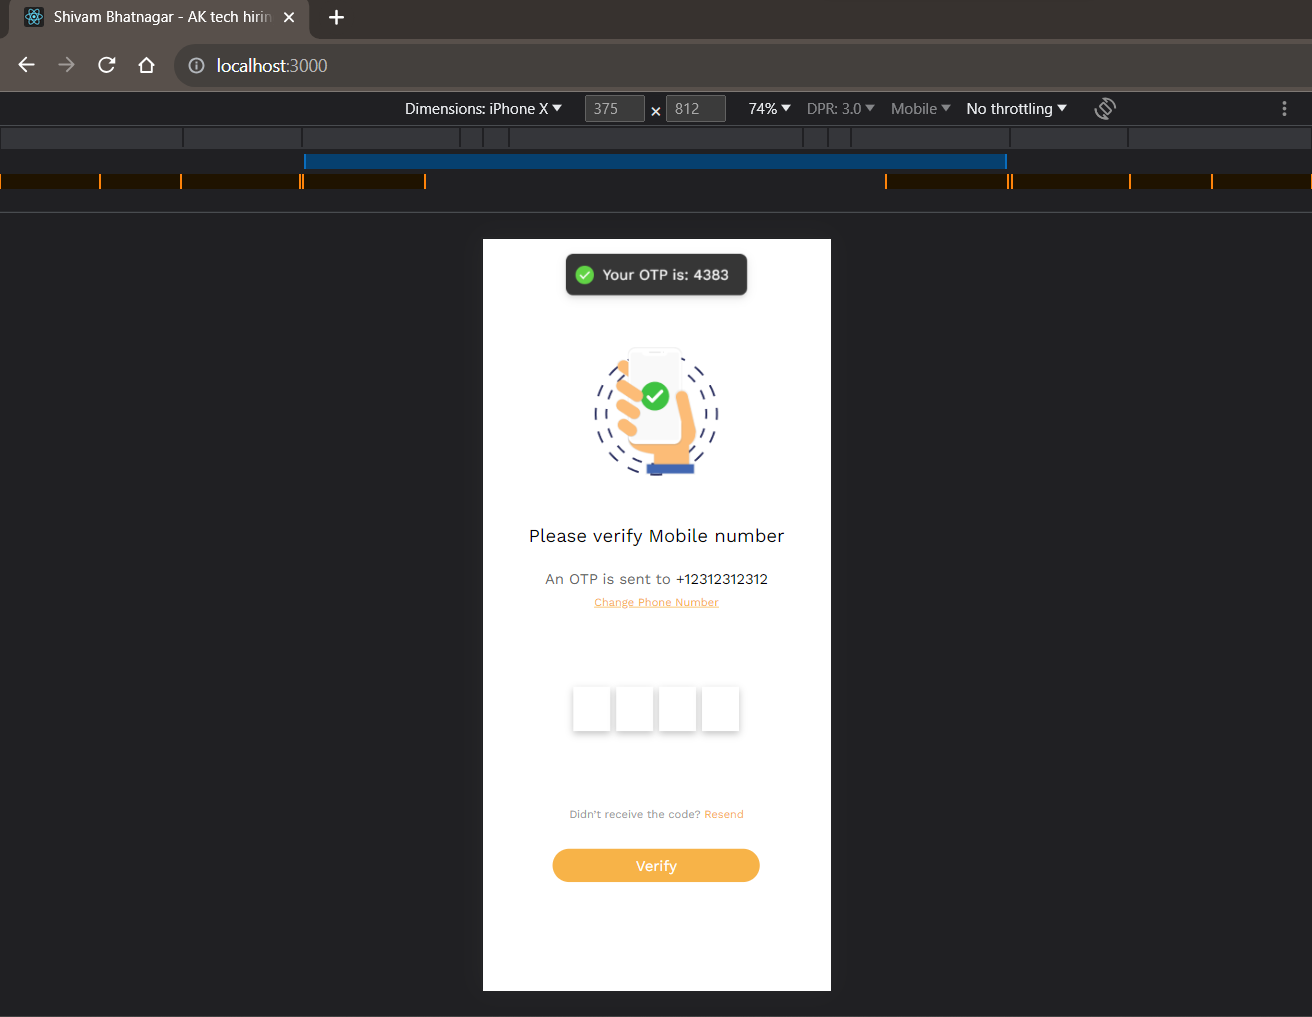 Shivam Bhatnagar - AK tech hirin
localhost:3000
Dimensions: iPhone X 375 × 812 74% DPR: 3.0 Mobile No throttling
Your OTP is: 4383
Please verify Mobile number
An OTP is sent to +12312312312
Change Phone Number
Didn't receive the code? Resend
Verify